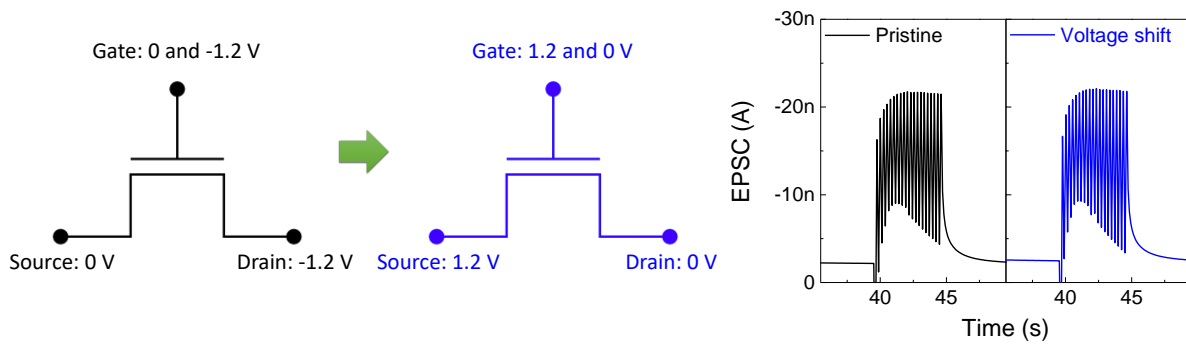 Gate: 0 and -1.2 V
Source: 0 V
Drain: -1.2 V
Gate: 1.2 and 0 V
Source: 1.2 V
Drain: 0 V
EPSC (A)
-30n
-20n
-10n
0
Pristine
Voltage shift
40 45 40 45
Time (s)